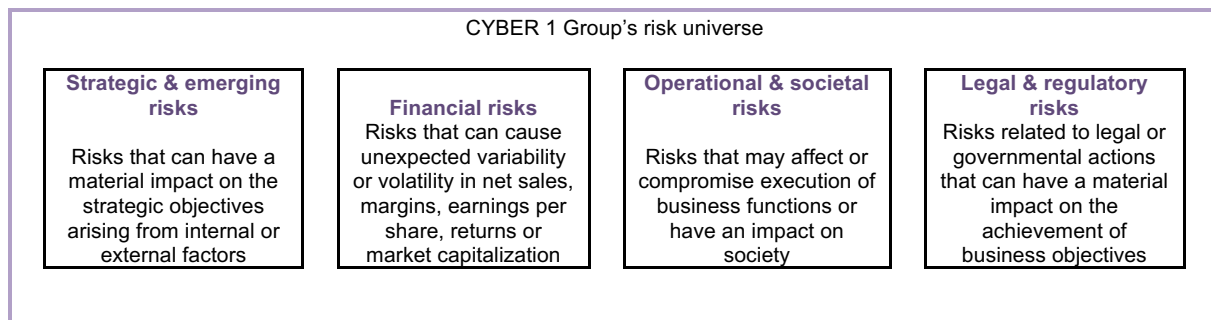 CYBER 1 Group’s risk universe
Strategic & emerging
risks
Risks that can have a
material impact on the
strategic objectives
arising from internal or
external factors
Financial risks
Risks that can cause
unexpected variability
or volatility in net sales,
margins, earnings per
share, returns or
market capitalization
Operational & societal
risks
Risks that may affect or
compromise execution of
business functions or
have an impact on
society
Legal & regulatory
risks
Risks related to legal or
governmental actions
that can have a material
impact on the
achievement of
business objectives